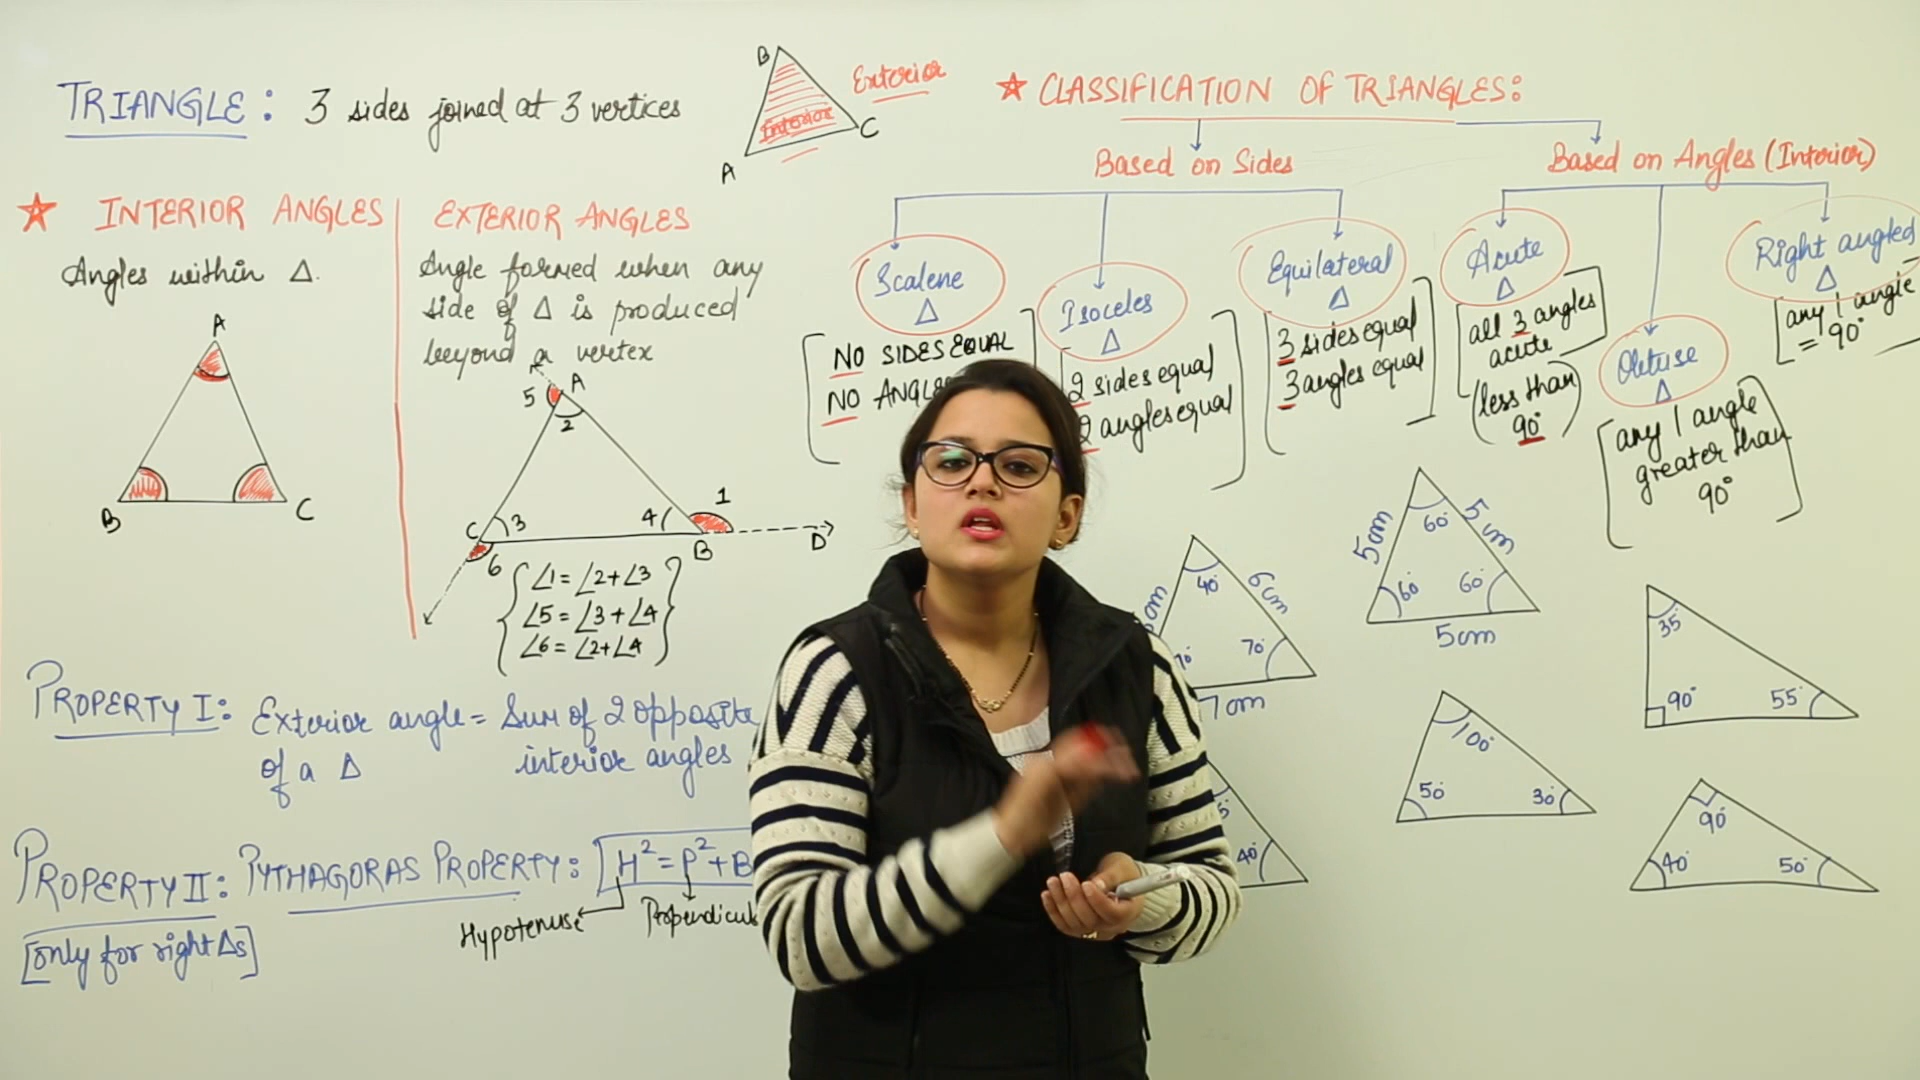 TRIANGLE: 3 sides joined at 3 vertices
B
Exterior
Interior
A
C
★ INTERIOR ANGLES
Angles within Δ.
A
B
C
EXTERIOR ANGLES
Angle formed when any
side of Δ is produced
beyond a vertex
5
A
2
C
3
4
1
B
D
6
∠1 = ∠2+∠3
∠5 = ∠3+∠4
∠6 = ∠2+∠4
PROPERTY I: Exterior angle = Sum of 2 opposite
of a Δ interior angles
PROPERTY II: PYTHAGORAS PROPERTY: H² = P² + B
[only for right Δs]
Hypotenuse
★ CLASSIFICATION OF TRIANGLES:
Based on Sides
Based on Angles (Interior)
Scalene
Δ
NO SIDES EQUAL
NO
Isoceles
Δ
2 sides equal
2 angles equal
Equilateral
Δ
3 sides equal
3 angles equal
Acute
Δ
all 3 angles
acute
(less than
90°)
Obtuse
Δ
any 1 angle
greater than
90°
Right angled
Δ
any 1 angle
= 90°
40°
6cm
70°
7cm
5cm
60°
5cm
60°
60°
5cm
35°
90°
55°
100°
50°
30°
40°
90°
40°
50°